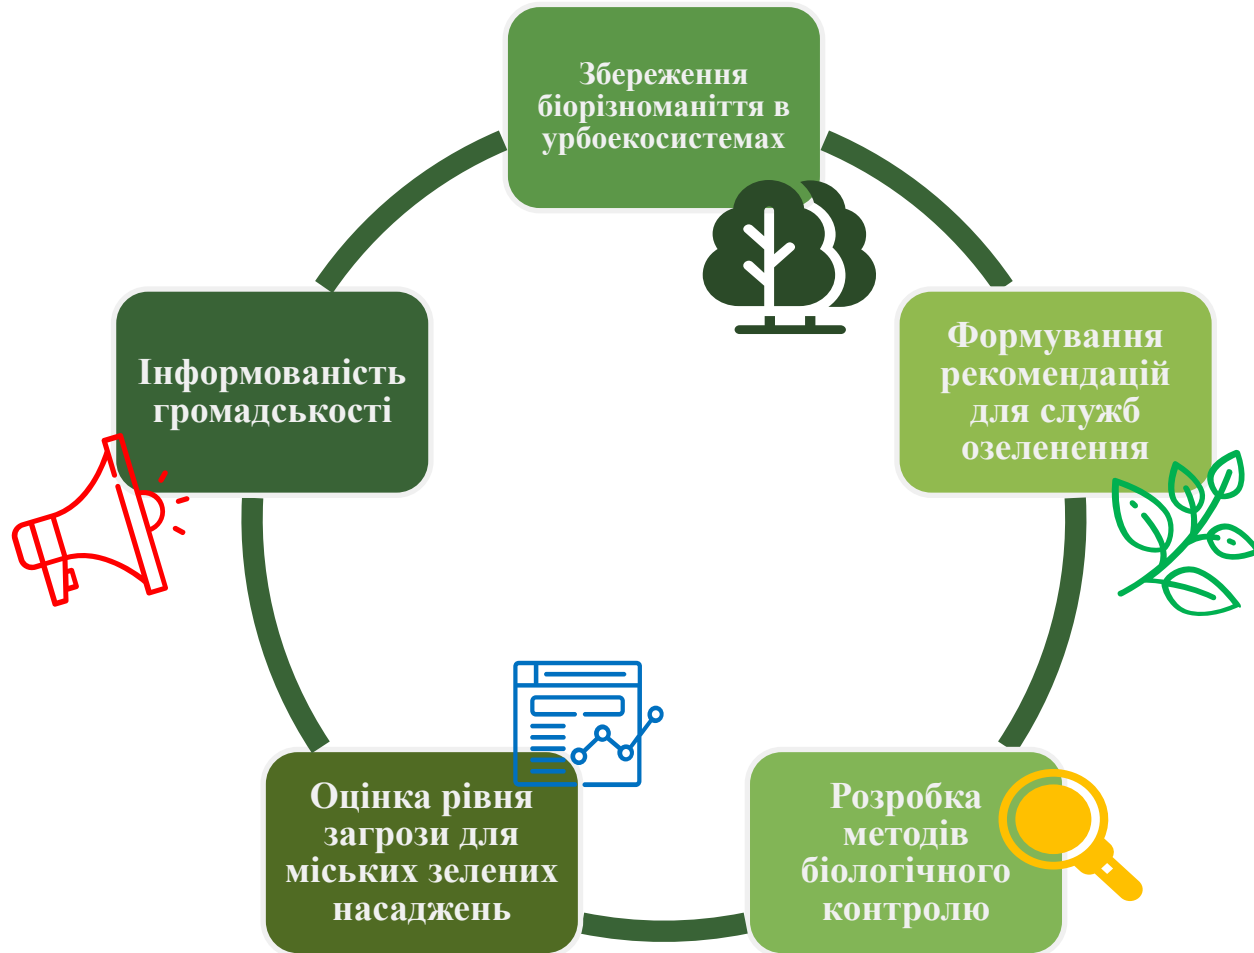 Збереження
біорізноманіття в
урбоекосистемах
Формування
рекомендацій
для служб
озеленення
Розробка
методів
біологічного
контролю
Оцінка рівня
загрози для
міських зелених
насаджень
Інформованість
громадськості